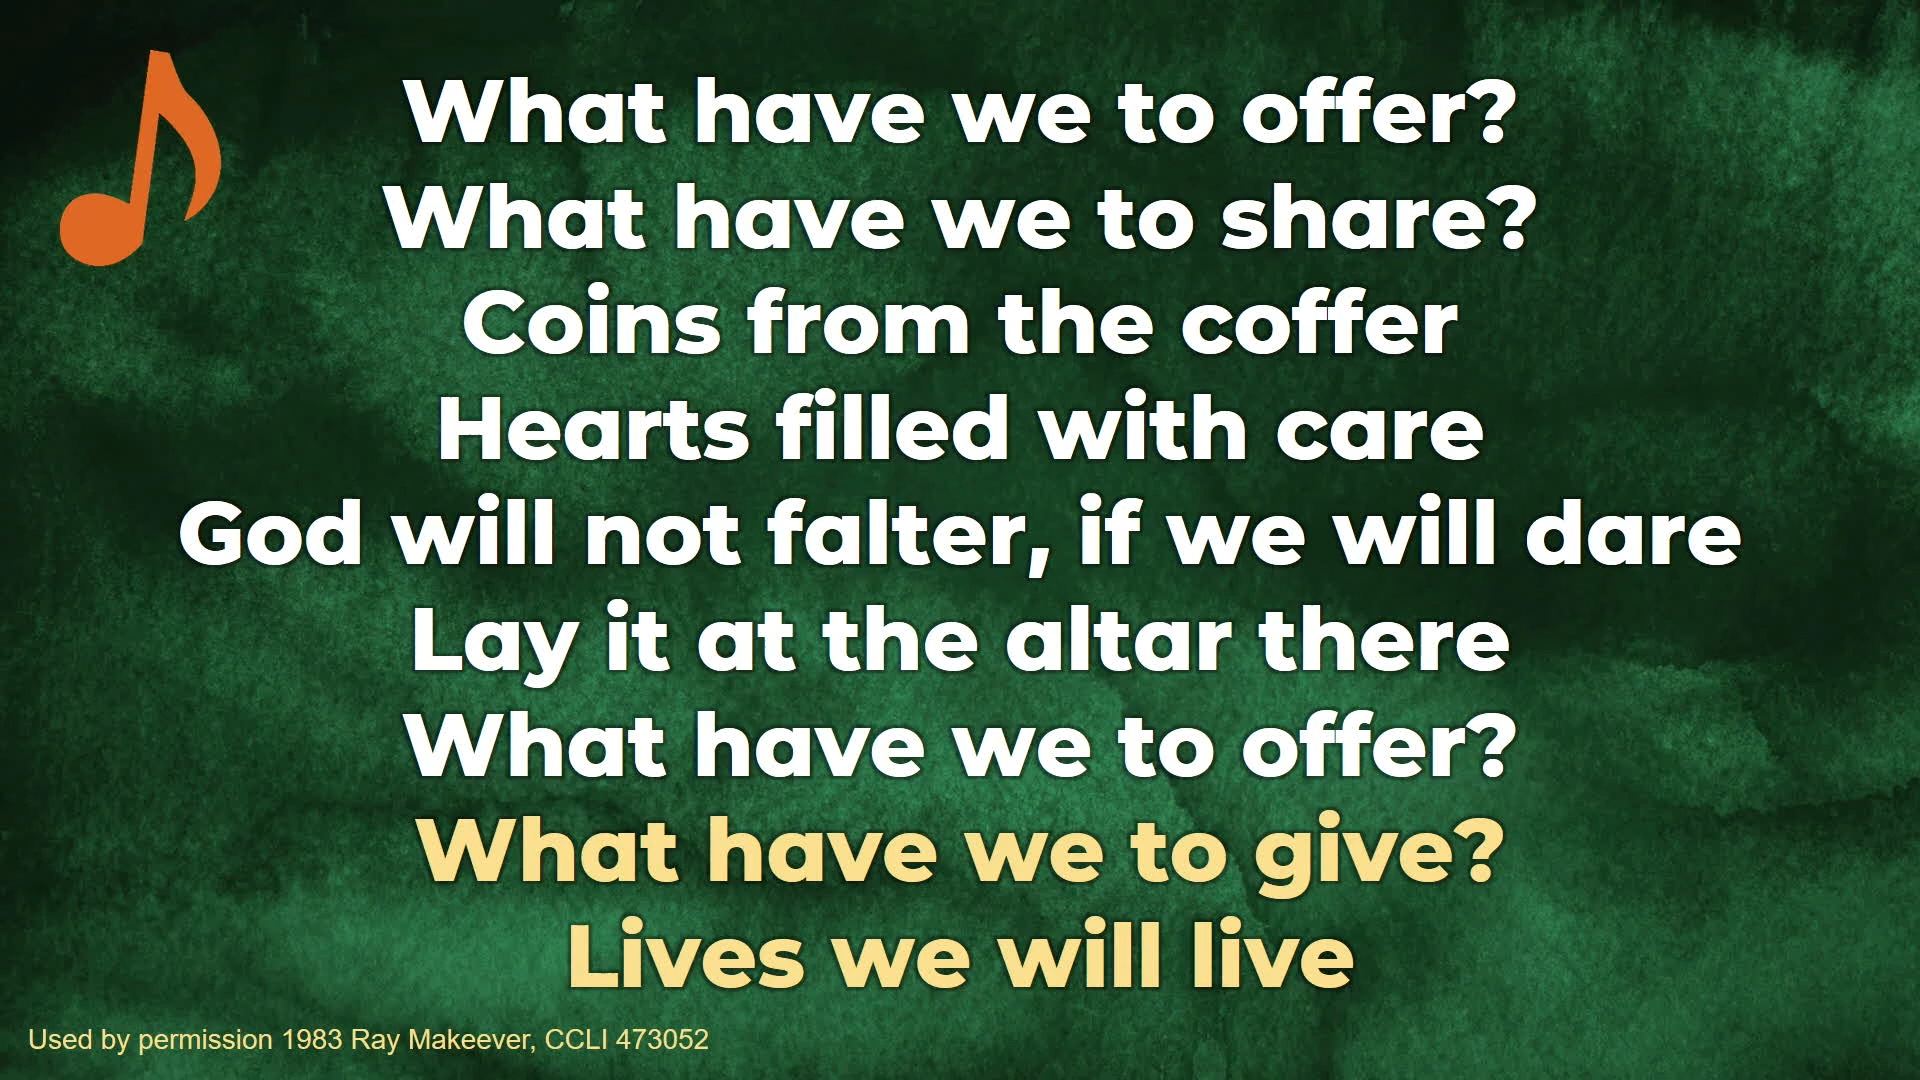 What have we to offer?
What have we to share?
Coins from the coffer
Hearts filled with care
God will not falter, if we will dare
Lay it at the altar there
What have we to offer?
What have we to give?
Lives we will live
Used by permission 1983 Ray Makeever, CCLI 473052